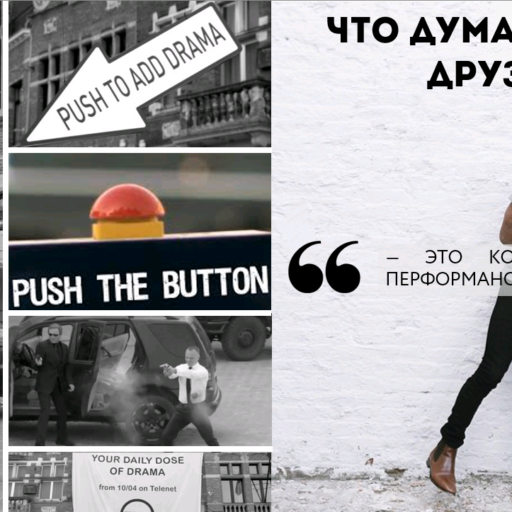 PUSH TO ADD DRAMA
PUSH THE BUTTON
YOUR DAILY DOSE
OF DRAMA
from 10/04 on Telenet
ЧТО ДУМА
ДРУЗ
“
– ЭТО КО
ПЕРФОРМАНС